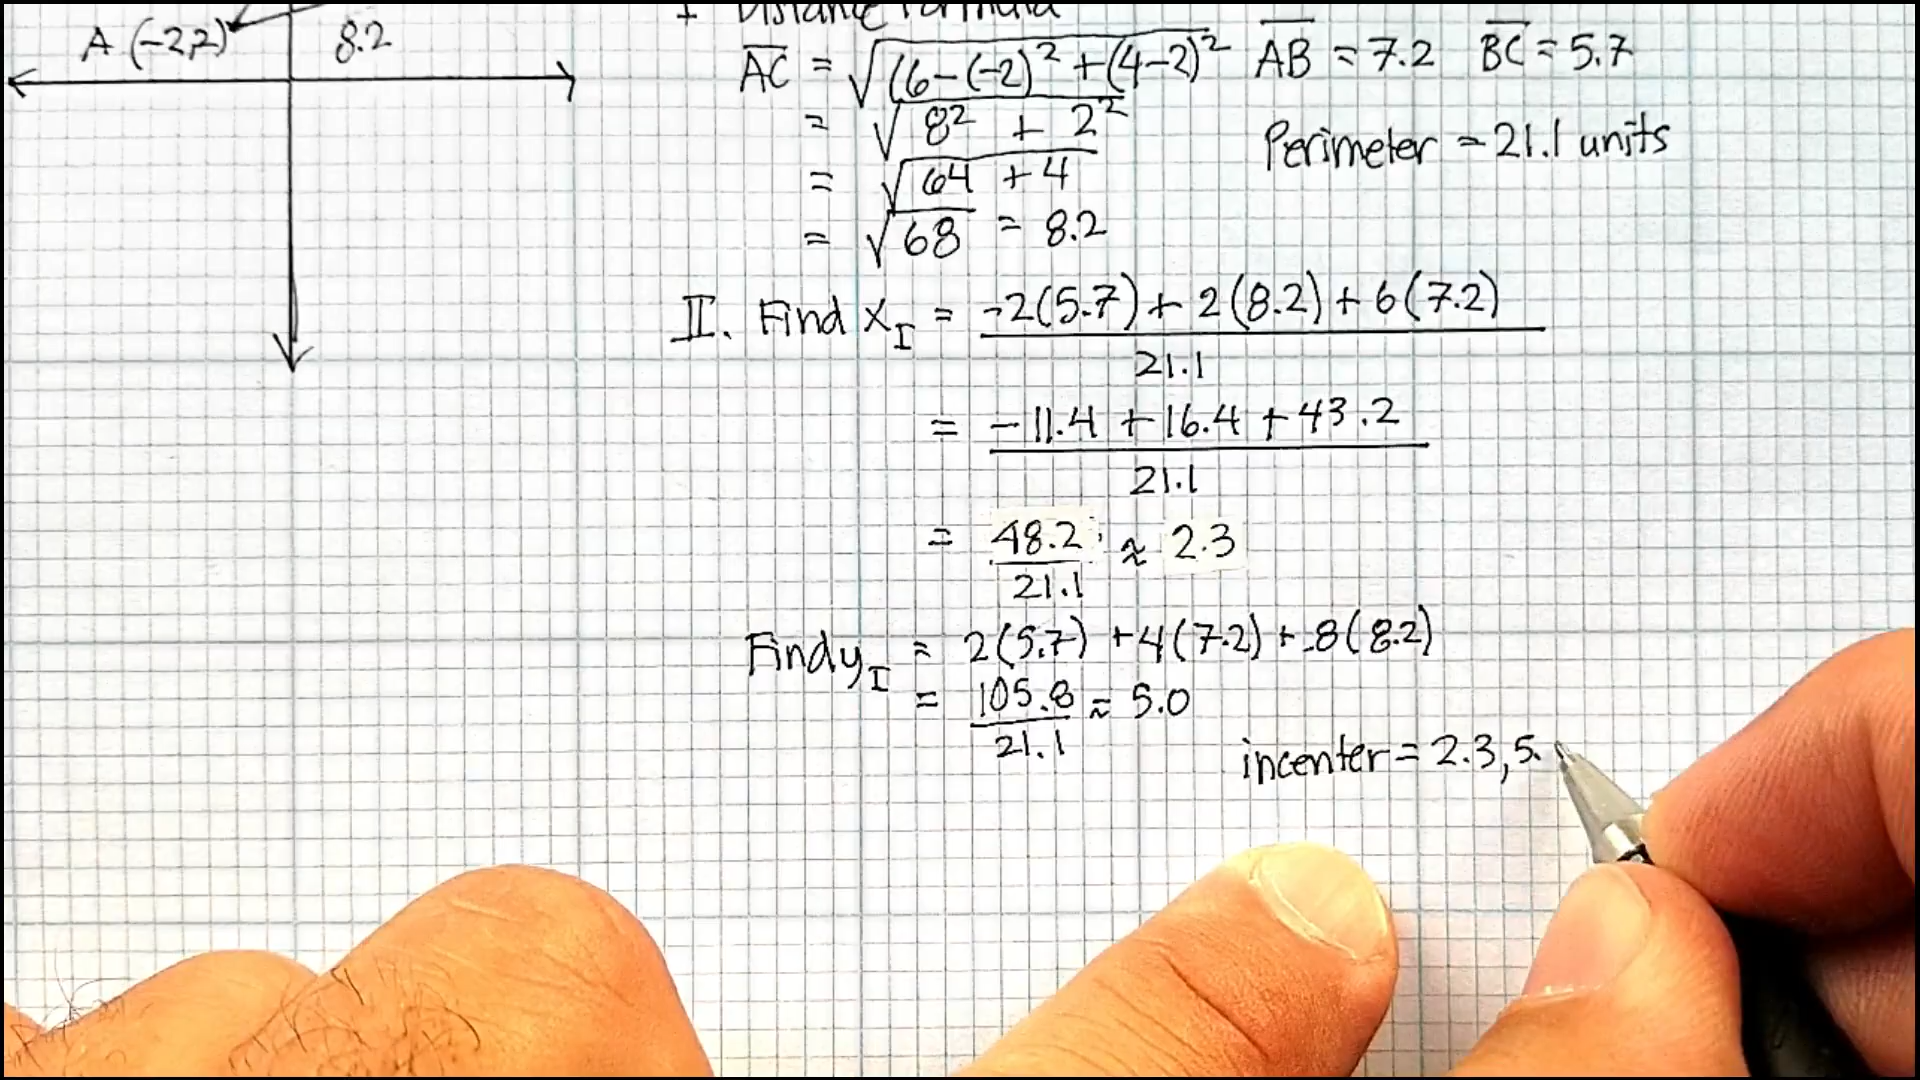 + Distance formula
A (-2,2) 8.2
AC = √(6-(-2)² + (4-2)² AB = 7.2 BC = 5.7
= √8² + 2²
Perimeter = 21.1 units
= √64 + 4
= √68 = 8.2
II. Find x_I = -2(5.7) + 2(8.2) + 6(7.2)
21.1
= -11.4 + 16.4 + 43.2
21.1
= 48.2 ≈ 2.3
21.1
Find y_I = 2(5.7) + 4(7.2) + 8(8.2)
= 105.8 ≈ 5.0
21.1
incenter = 2.3, 5.